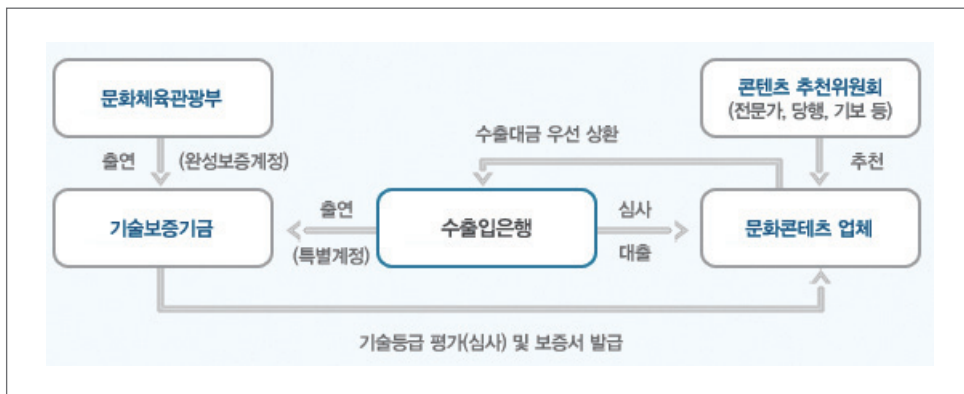 문화체육관광부
콘텐츠 추천위원회
(전문가, 당행, 기보 등)
수출대금 우선 상환
출연 (완성보증계정)
추천
기술보증기금
출연
(특별계정)
수출입은행
심사
대출
문화콘테츠 업체
기술등급 평가(심사) 및 보증서 발급